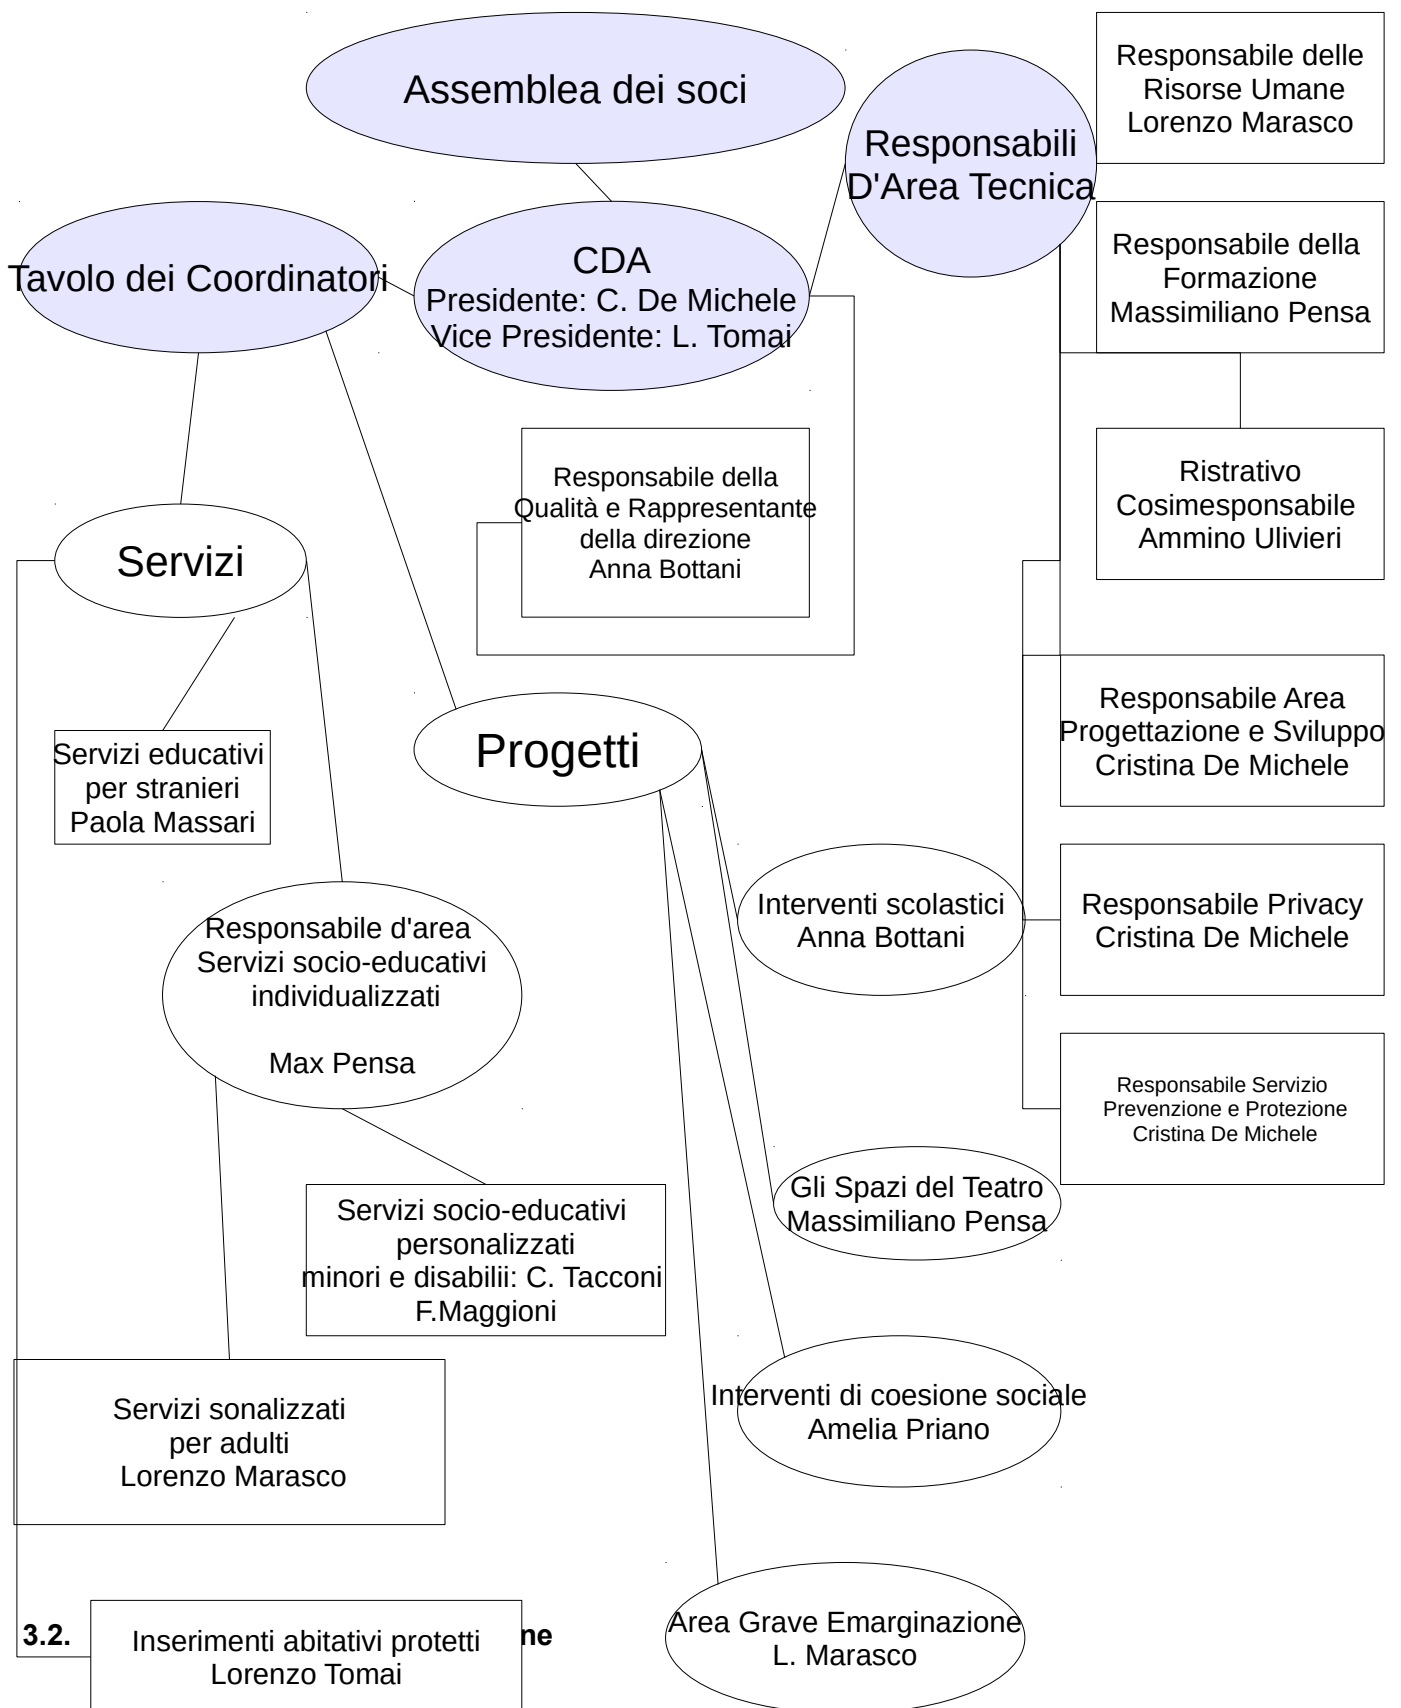 Assemblea dei soci
Responsabili
D'Area Tecnica
Responsabile delle
Risorse Umane
Lorenzo Marasco
Tavolo dei Coordinatori
CDA
Presidente: C. De Michele
Vice Presidente: L. Tomai
Responsabile della
Formazione
Massimiliano Pensa
Responsabile della
Qualità e Rappresentante
della direzione
Anna Bottani
Ristrativo
Cosimesponsabile
Ammino Ulivieri
Servizi
Servizi educativi
per stranieri
Paola Massari
Progetti
Responsabile Area
Progettazione e Sviluppo
Cristina De Michele
Responsabile d'area
Servizi socio-educativi
individualizzati
Max Pensa
Interventi scolastici
Anna Bottani
Responsabile Privacy
Cristina De Michele
Responsabile Servizio
Prevenzione e Protezione
Cristina De Michele
Gli Spazi del Teatro
Massimiliano Pensa
Servizi socio-educativi
personalizzati
minori e disabilii: C. Tacconi
F.Maggioni
Interventi di coesione sociale
Amelia Priano
Servizi sonalizzati
per adulti
Lorenzo Marasco
Area Grave Emarginazione
L. Marasco
3.2. ne
Inserimenti abitativi protetti
Lorenzo Tomai